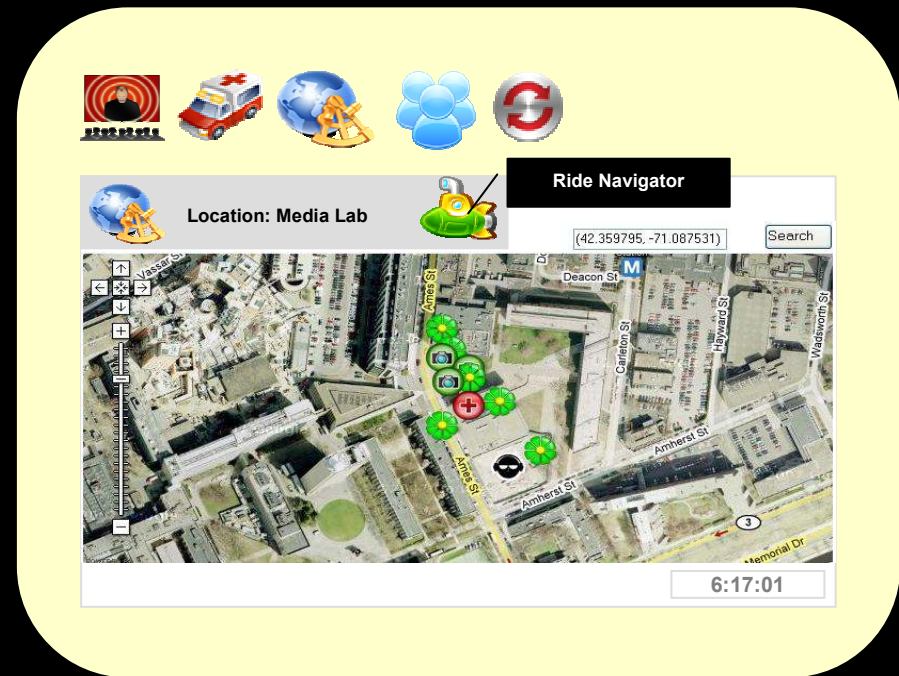 Ride Navigator
Location: Media Lab
(42.359795, -71.087531)
Search
Vassar St
Ames St
Deacon St
M
Carleton St
Hayward St
Wadsworth St
Amherst St
Ames St
Amherst St
3
Memorial Dr
6:17:01